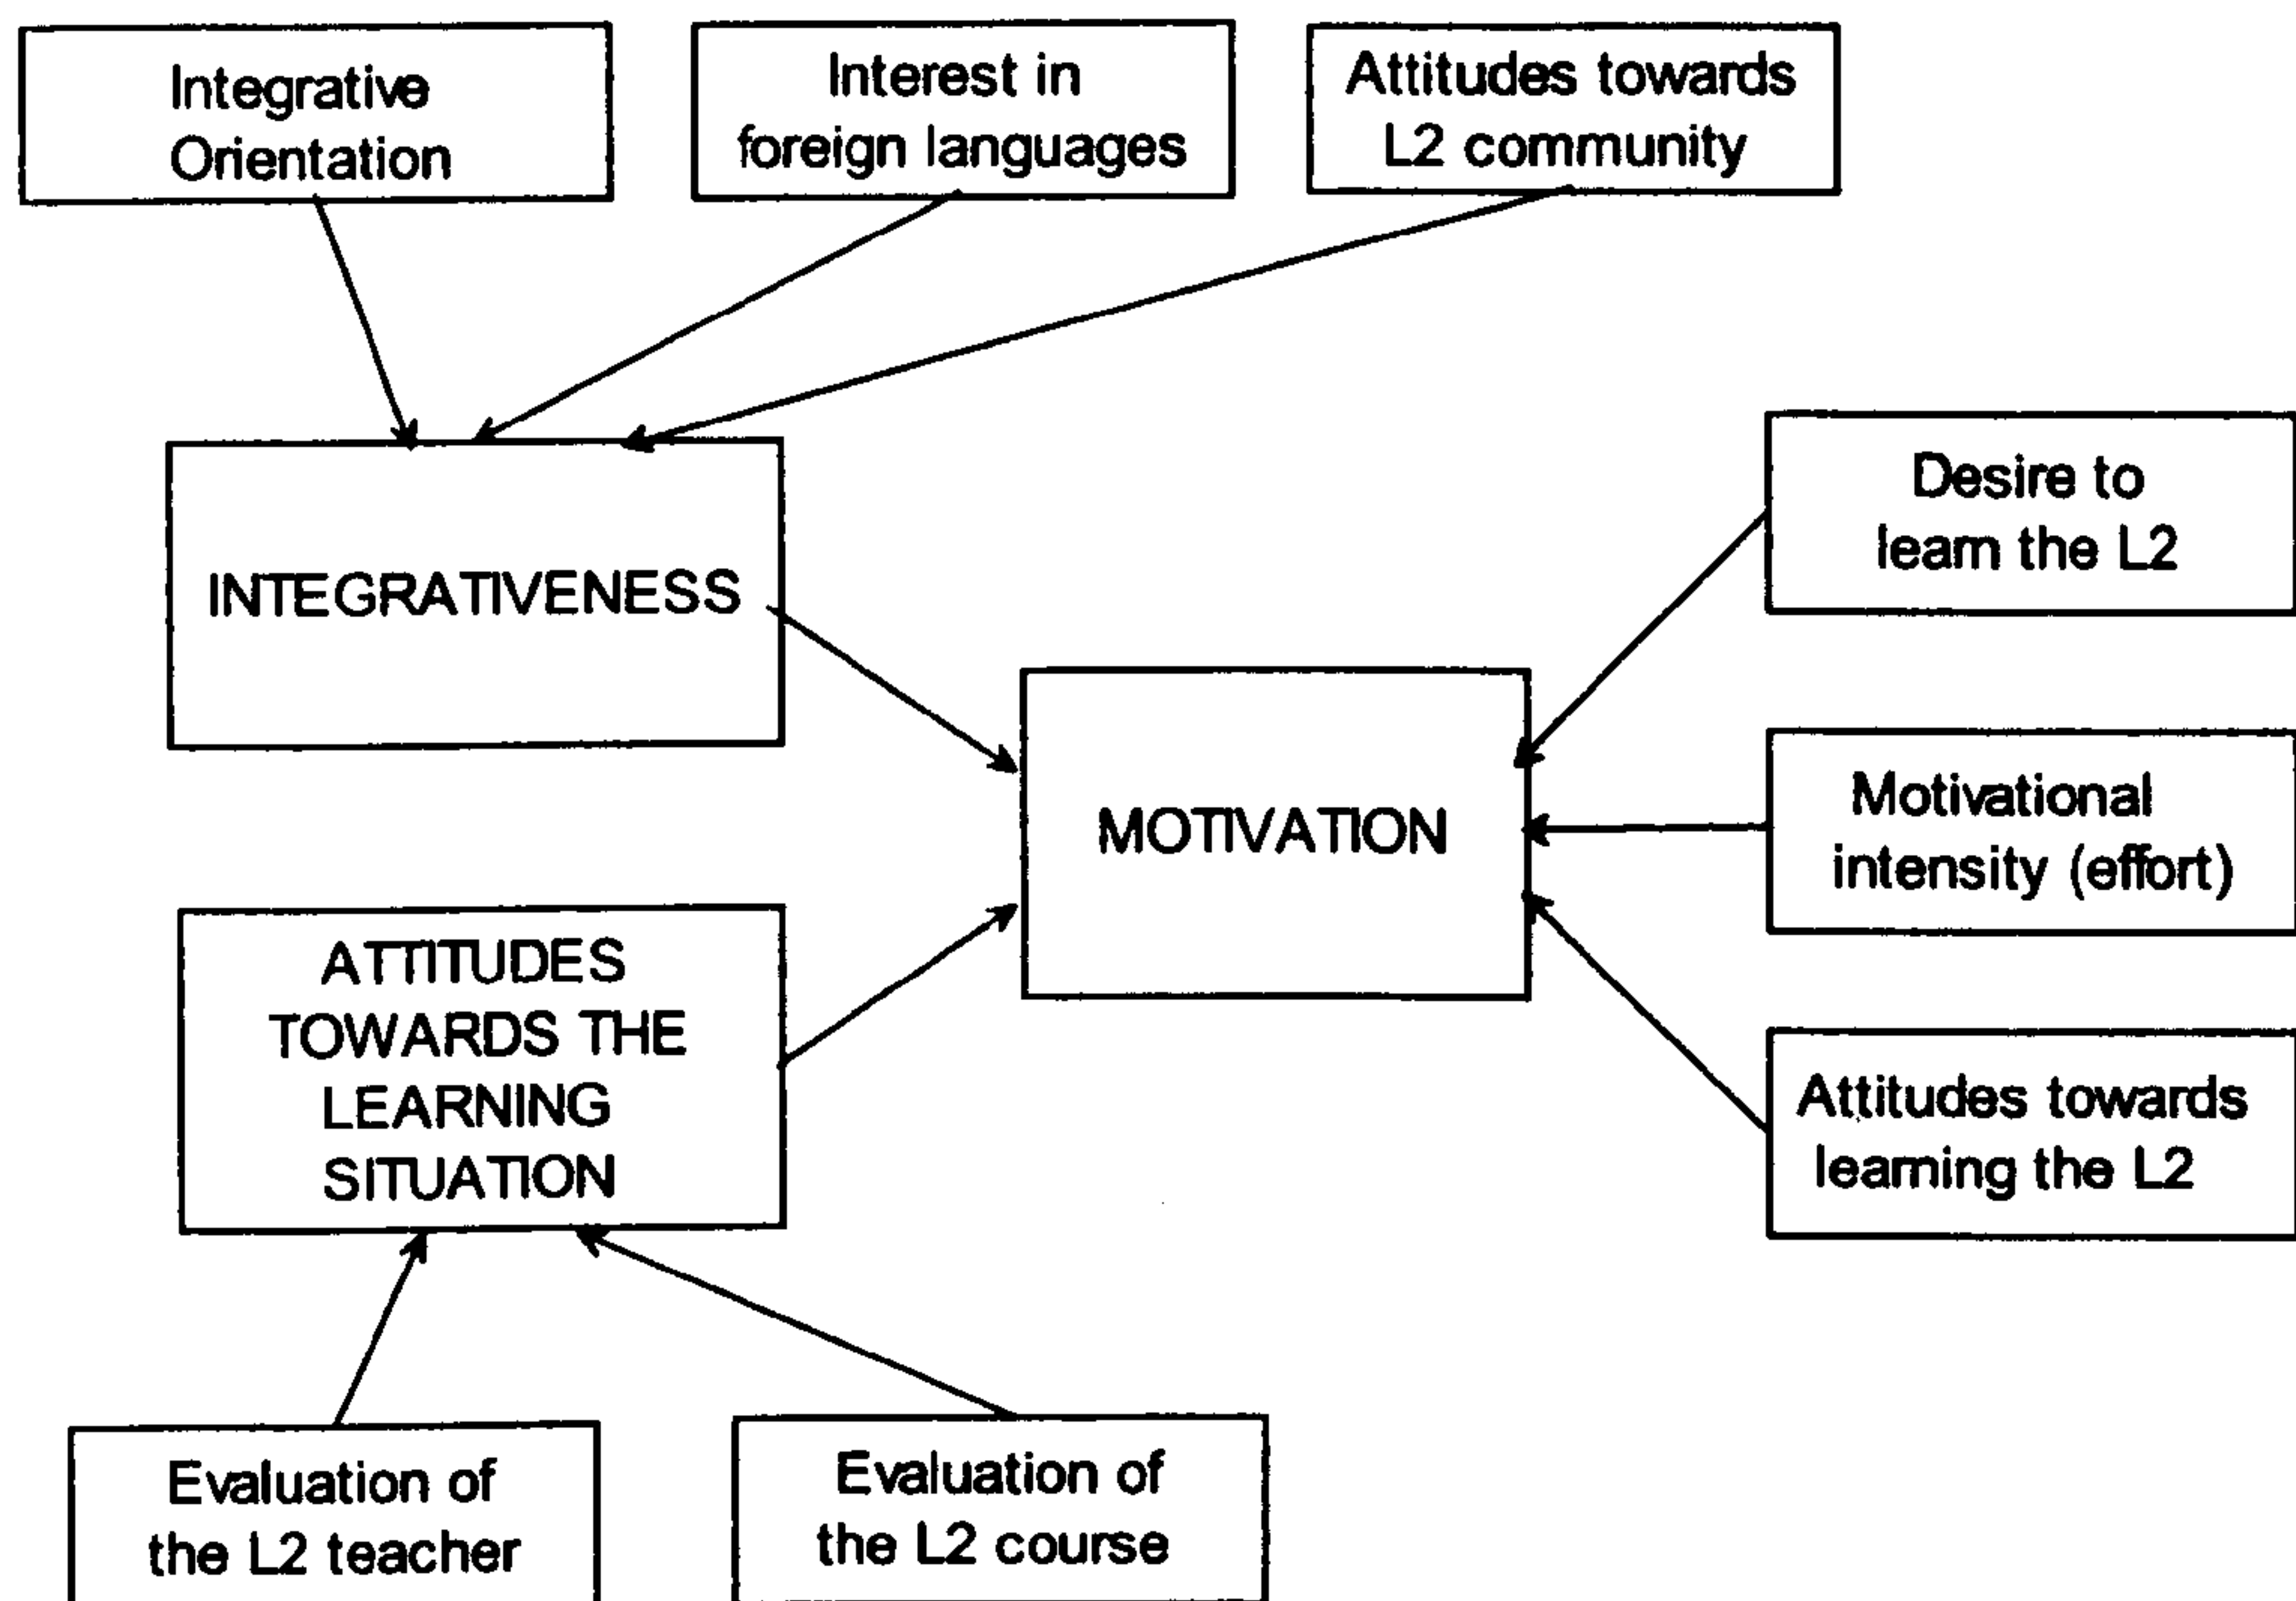 Integrative
Orientation
Interest in
foreign languages
Attitudes towards
L2 community
INTEGRATIVENESS
Desire to
learn the L2
MOTIVATION
Motivational
intensity (effort)
ATTITUDES
TOWARDS THE
LEARNING
SITUATION
Attitudes towards
learning the L2
Evaluation of
the L2 teacher
Evaluation of
the L2 course